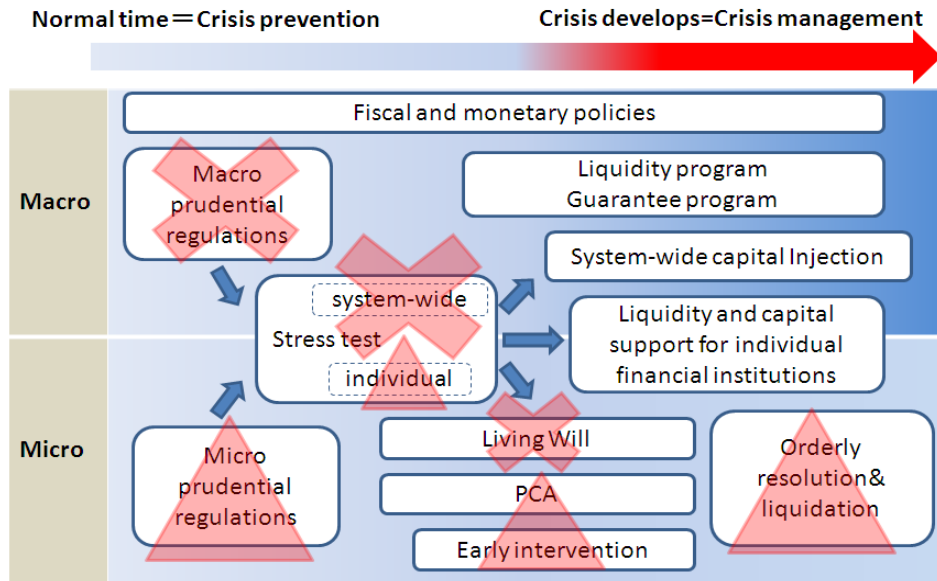 Normal time＝Crisis prevention
Crisis develops=Crisis management
Macro
Fiscal and monetary policies
Macro
prudential
regulations
Liquidity program
Guarantee program
System-wide capital Injection
system-wide
Stress test
individual
Liquidity and capital
support for individual
financial institutions
Micro
Micro
prudential
regulations
Living Will
PCA
Early intervention
Orderly
resolution&
liquidation